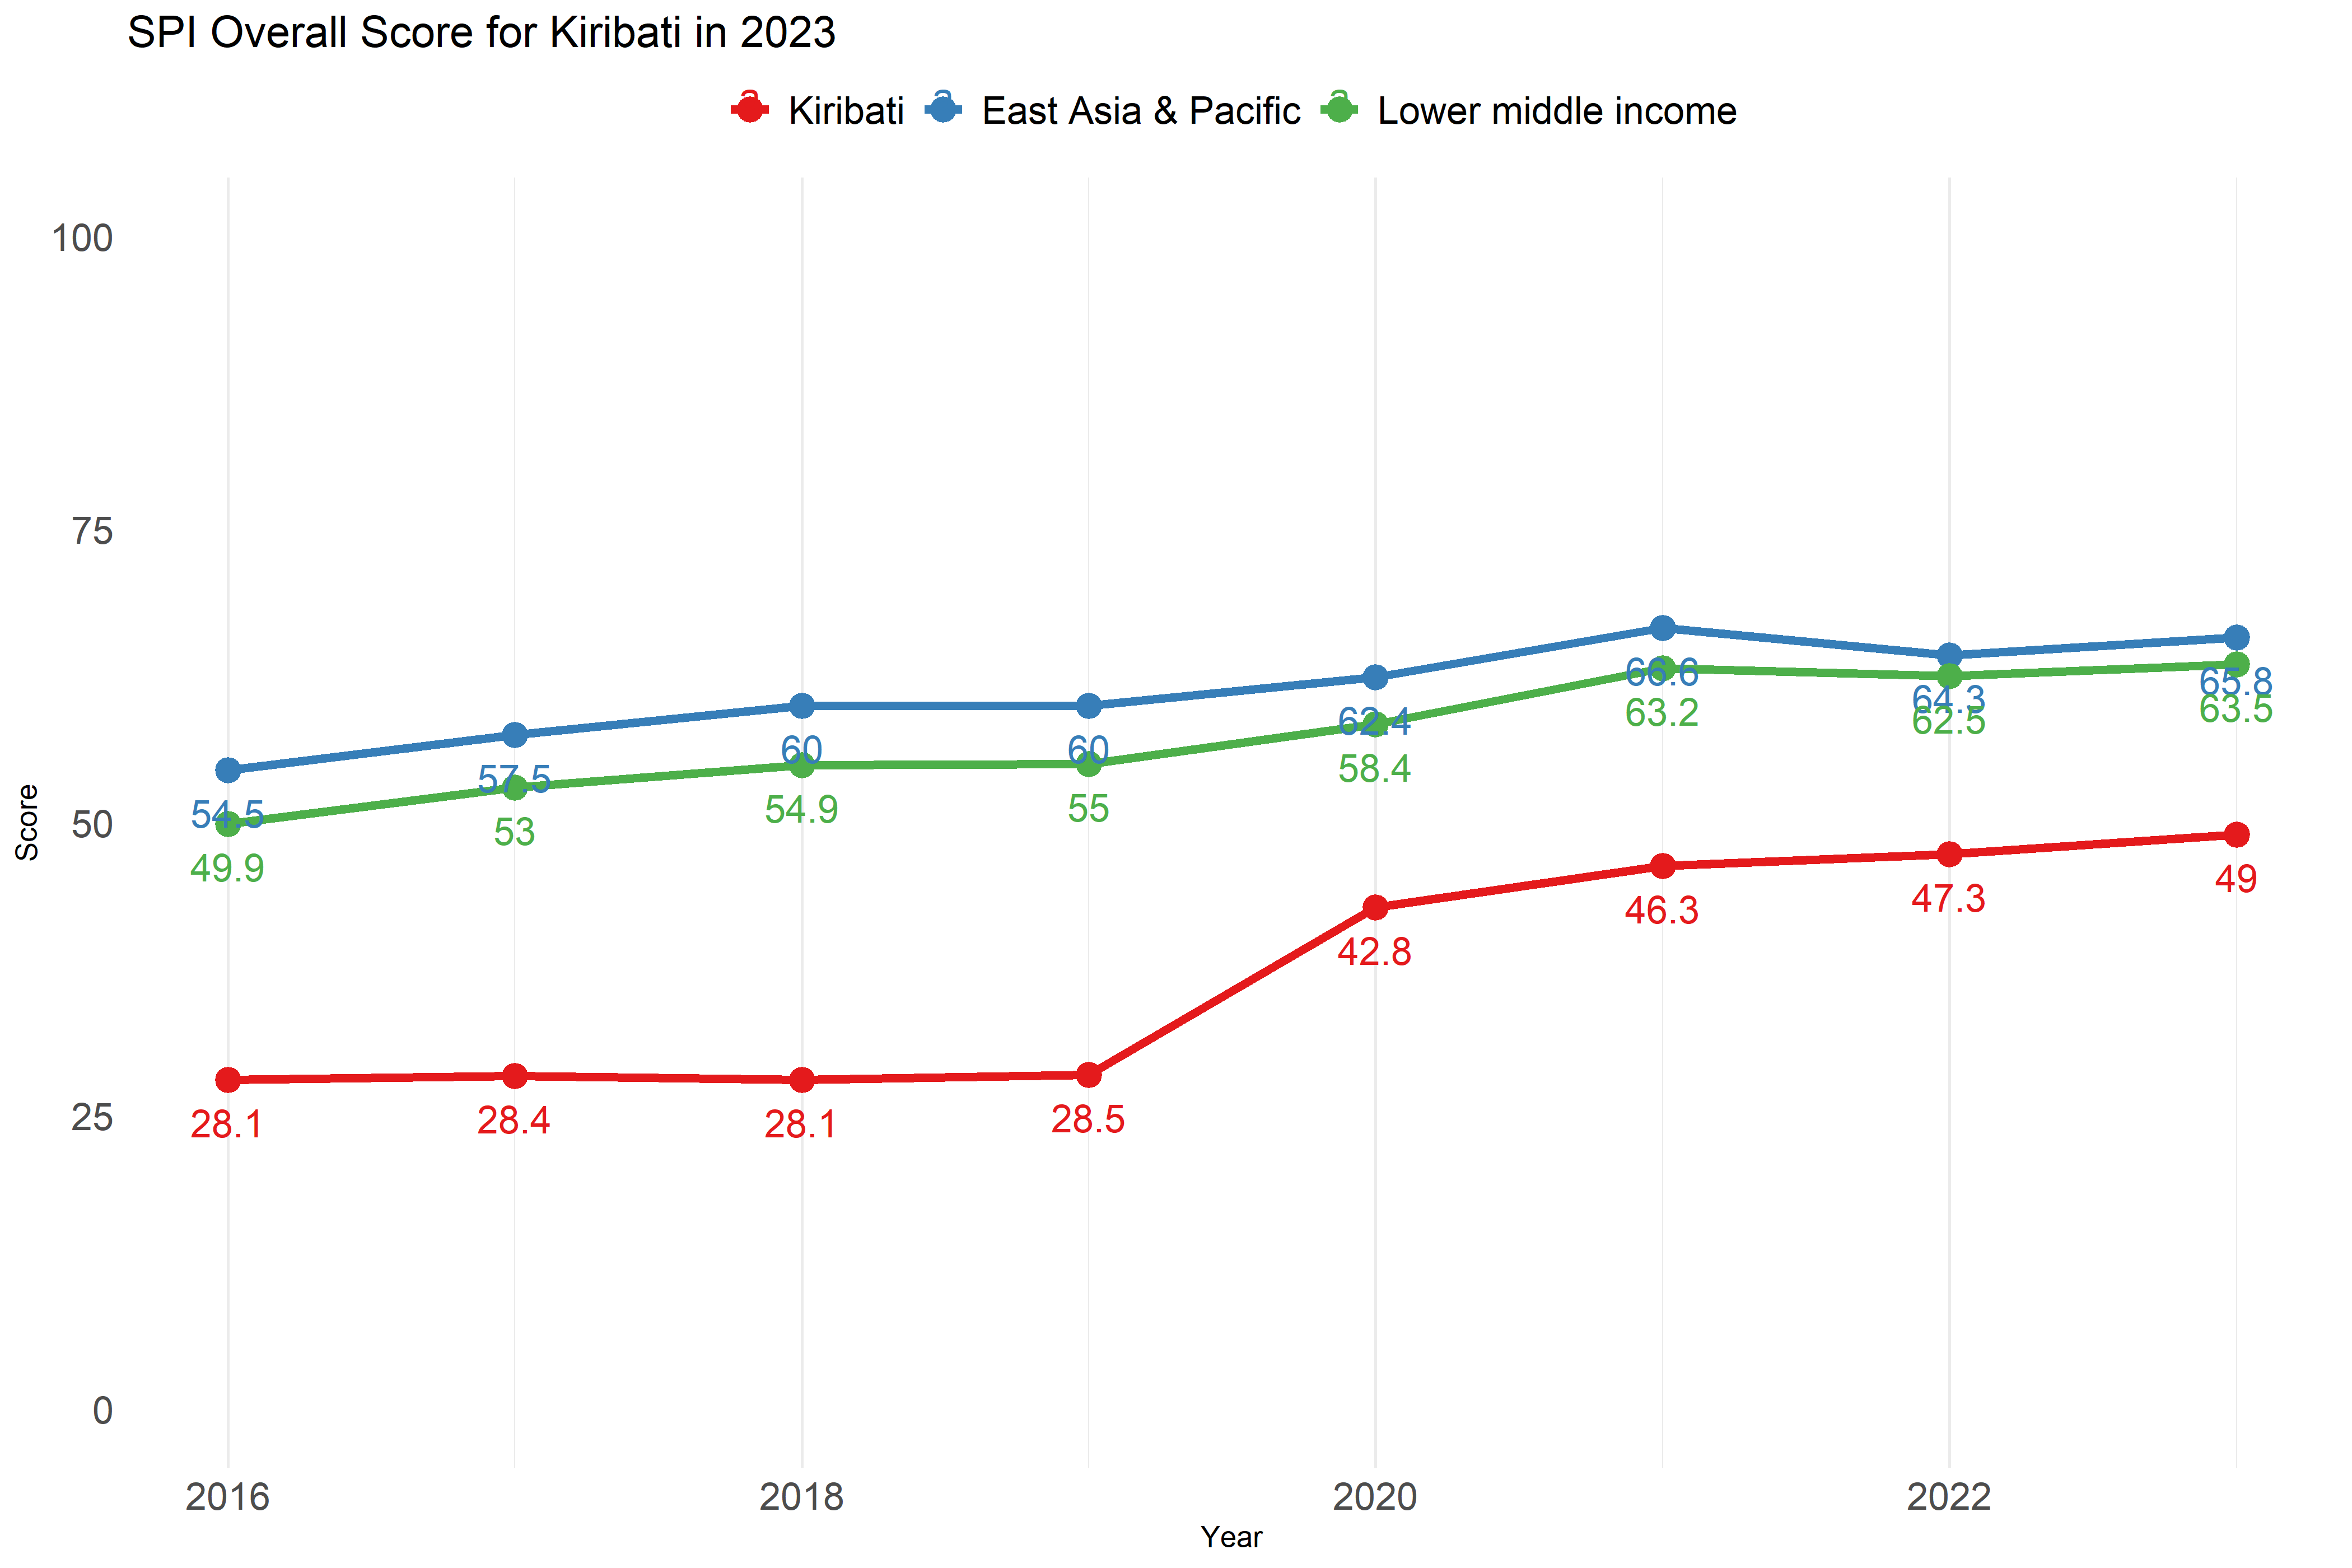 SPI Overall Score for Kiribati in 2023
a Kiribati a East Asia & Pacific a Lower middle income
100
75
50
25
0
Score
54.5 57.5 60 60 62.4 66.6 64.3 65.8
49.9 53 54.9 55 58.4 63.2 62.5 63.5
28.1 28.4 28.1 28.5 42.8 46.3 47.3 49
2016 2018 2020 2022
Year